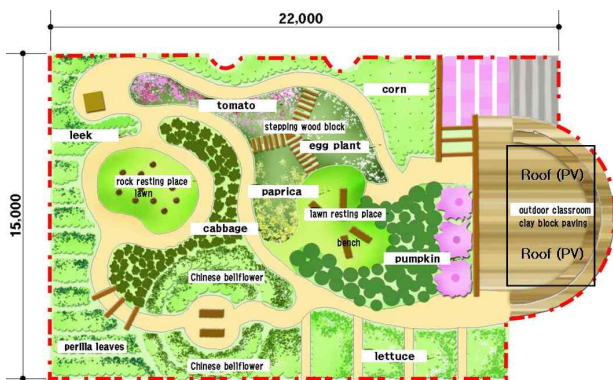 22,000
15,000
corn
tomato
stepping wood block
leek
egg plant
Roof (PV)
rock resting place
lawn
paprica
lawn resting place
outdoor classroom
clay block paving
cabbage
bench
Roof (PV)
pumpkin
Chinese bellflower
perilla leaves
lettuce
Chinese bellflower